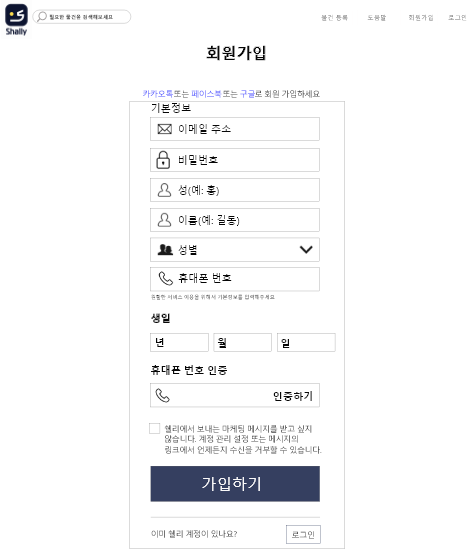 Shally
필요한 물건을 검색해보세요
물건 등록
도움말
회원가입
로그인
회원가입
카카오톡또는 페이스북또는 구글로 회원 가입하세요
기본정보
이메일 주소
비밀번호
성(예: 홍)
이름(예: 길동)
성별
휴대폰 번호
원활한 서비스 이용을 위해서 기본정보를 입력해주세요
생일
년
월
일
휴대폰 번호 인증
인증하기
쉘리에서 보내는 마케팅 메시지를 받고 싶지
않습니다. 계정 관리 설정 또는 메시지의
링크에서 언제든지 수신을 거부할 수 있습니다.
가입하기
이미 쉘리 계정이 있나요?
로그인